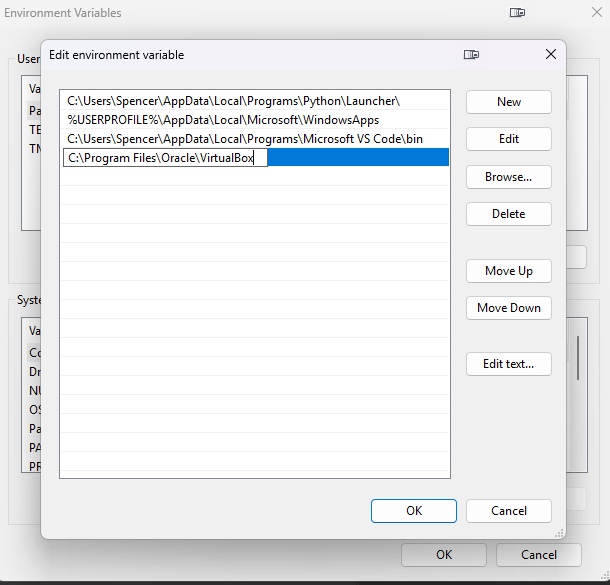 Environment Variables
Edit environment variable
User
Va
Pa
TE
C:\Users\Spencer\AppData\Local\Programs\Python\Launcher\
%USERPROFILE%\AppData\Local\Microsoft\WindowsApps
C:\Users\Spencer\AppData\Local\Programs\Microsoft VS Code\bin
C:\Program Files\Oracle\VirtualBox
New
Edit
Browse...
Delete
Move Up
Move Down
Edit text...
Syste
Va
Co
Dr
NU
OS
Pa
PA
PR
OK
Cancel
OK
Cancel